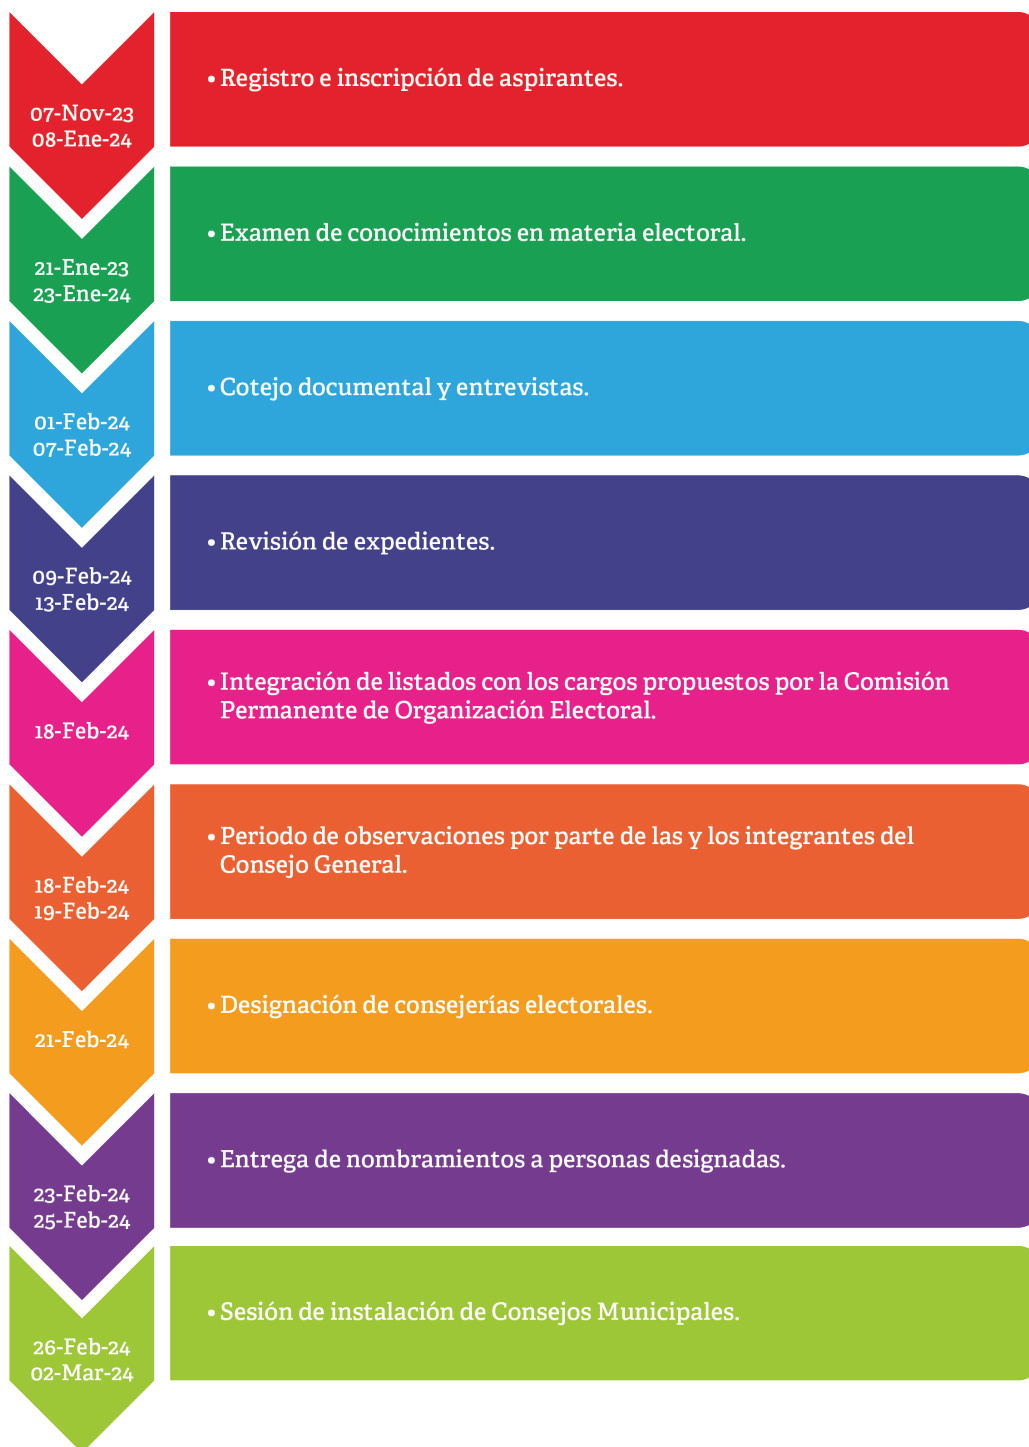 07-Nov-23
08-Ene-24
• Registro e inscripción de aspirantes.
21-Ene-23
23-Ene-24
• Examen de conocimientos en materia electoral.
01-Feb-24
07-Feb-24
• Cotejo documental y entrevistas.
09-Feb-24
13-Feb-24
• Revisión de expedientes.
18-Feb-24
• Integración de listados con los cargos propuestos por la Comisión
Permanente de Organización Electoral.
18-Feb-24
19-Feb-24
• Periodo de observaciones por parte de las y los integrantes del
Consejo General.
21-Feb-24
• Designación de consejerías electorales.
23-Feb-24
25-Feb-24
• Entrega de nombramientos a personas designadas.
26-Feb-24
02-Mar-24
• Sesión de instalación de Consejos Municipales.